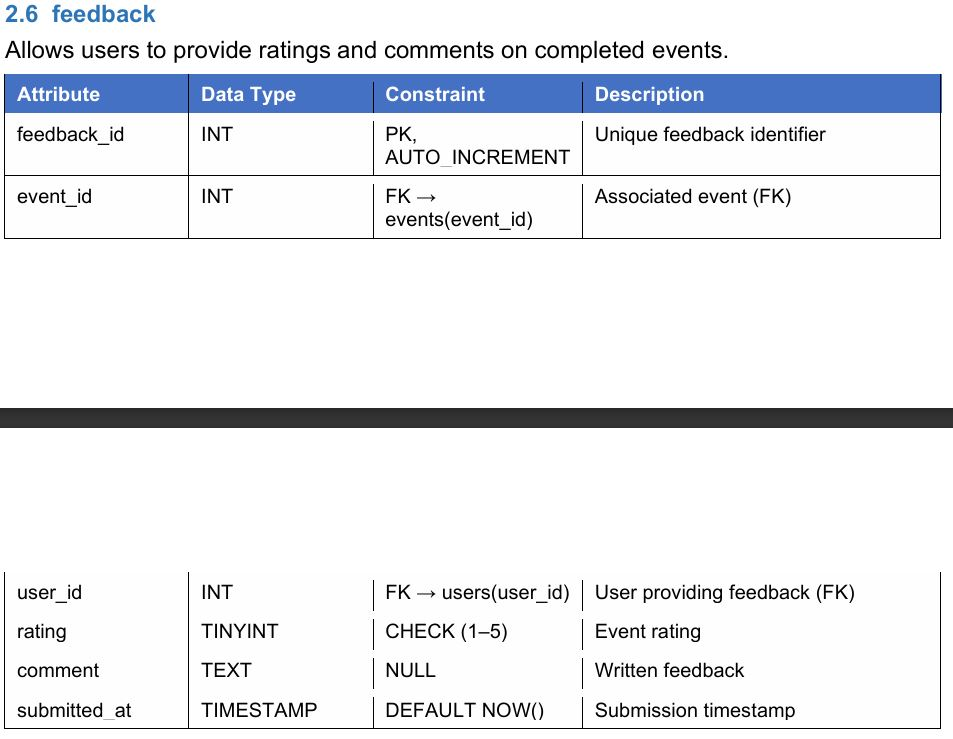 2.6 feedback
Allows users to provide ratings and comments on completed events.
Attribute Data Type Constraint Description
feedback_id INT PK, Unique feedback identifier
AUTO_INCREMENT
event_id INT FK → Associated event (FK)
events(event_id)
user_id INT FK → users(user_id) User providing feedback (FK)
rating TINYINT CHECK (1–5) Event rating
comment TEXT NULL Written feedback
submitted_at TIMESTAMP DEFAULT NOW() Submission timestamp